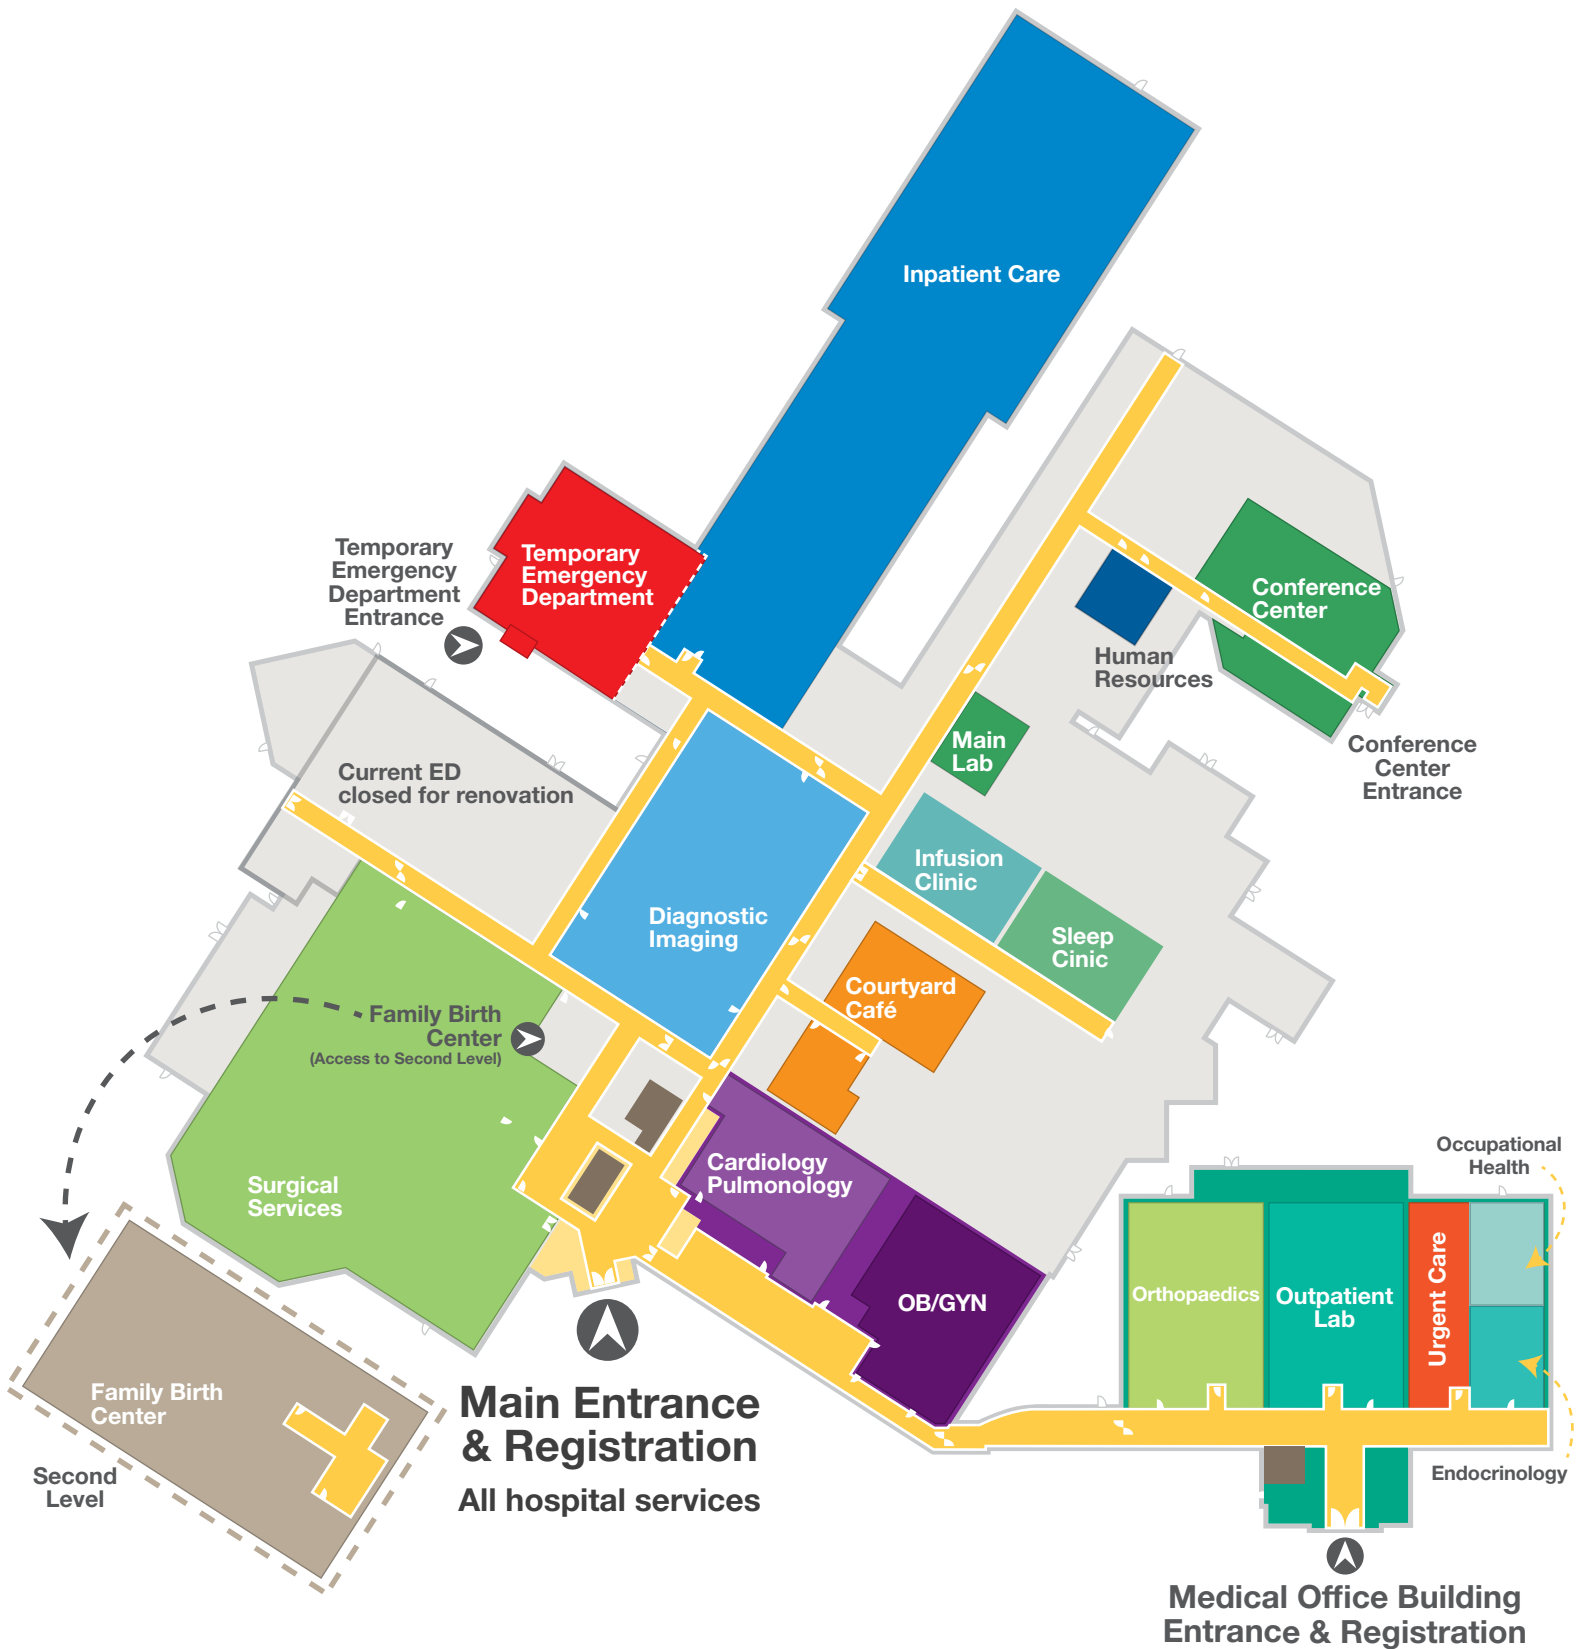 Inpatient Care
Temporary
Emergency
Department
Entrance
Temporary
Emergency
Department
Conference
Center
Human
Resources
Main
Lab
Conference
Center
Entrance
Current ED
closed for renovation
Infusion
Clinic
Diagnostic
Imaging
Sleep
Cinic
Courtyard
Café
Family Birth
Center
(Access to Second Level)
Surgical
Services
Cardiology
Pulmonology
OB/GYN
Occupational
Health
Orthopaedics
Outpatient
Lab
Urgent Care
Endocrinology
Family Birth
Center
Second
Level
Main Entrance
& Registration
All hospital services
Medical Office Building
Entrance & Registration